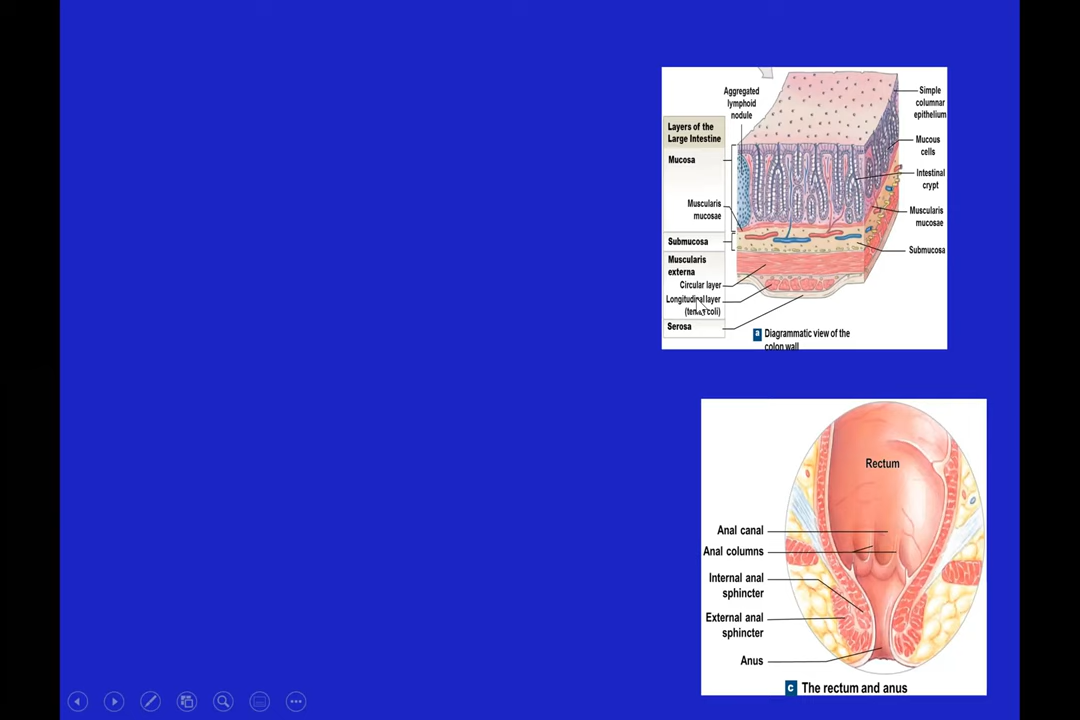 Aggregated
lymphoid
nodule
Simple
columnar
epithelium
Layers of the
Large Intestine
Mucosa
Mucous
cells
Intestinal
crypt
Muscularis
mucosae
Muscularis
mucosae
Submucosa
Submucosa
Muscularis
externa
Circular layer
Longitudinal layer
coli)
Serosa
a Diagrammatic view of the
colon wall
Rectum
Anal canal
Anal columns
Internal anal
sphincter
External anal
sphincter
Anus
c The rectum and anus